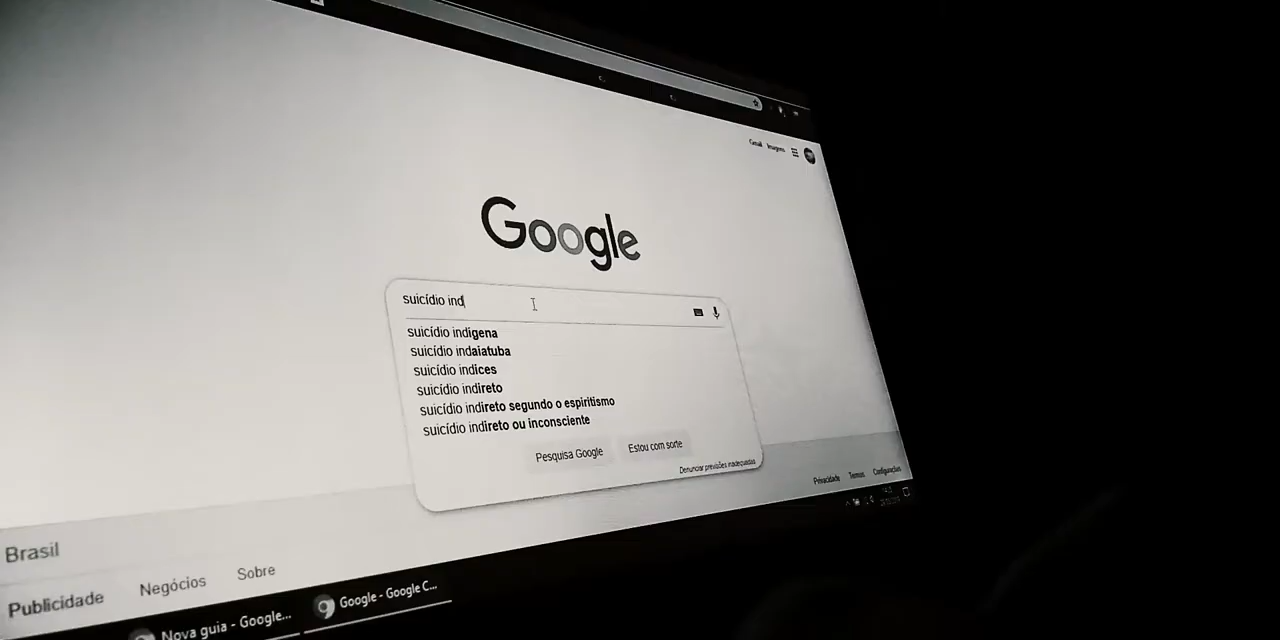 Gmail Imagens
Google
suicídio ind
suicídio indígena
suicídio indaiatuba
suicídio indices
suicídio indireto
suicídio indireto segundo o espiritismo
suicídio indireto ou inconsciente
Pesquisa Google Estou com sorte
Denunciar previsões inadequadas
Brasil
Publicidade Negócios Sobre
Privacidade Termos Configurações
Nova guia - Google... Google - Google C...